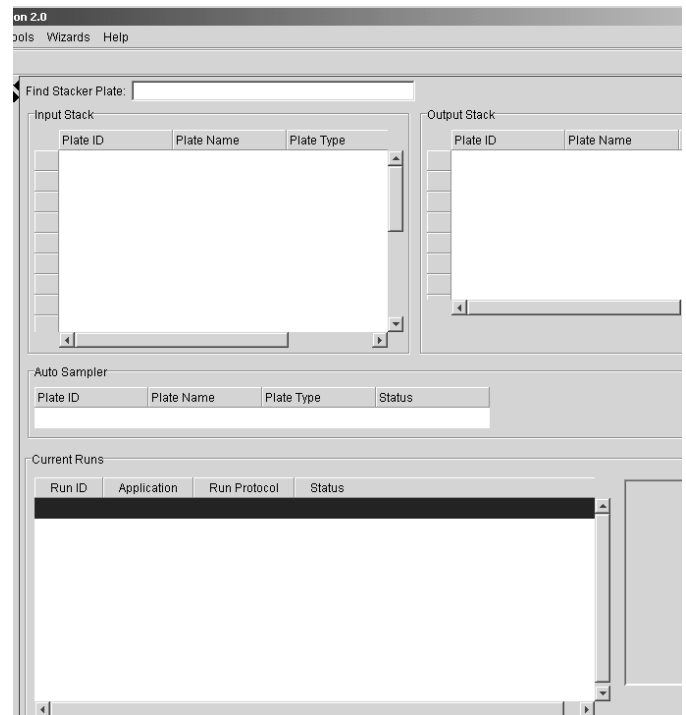 on 2.0
ools Wizards Help
Find Stacker Plate:
Input Stack
Plate ID Plate Name Plate Type
Output Stack
Plate ID Plate Name
Auto Sampler
Plate ID Plate Name Plate Type Status
Current Runs
Run ID Application Run Protocol Status